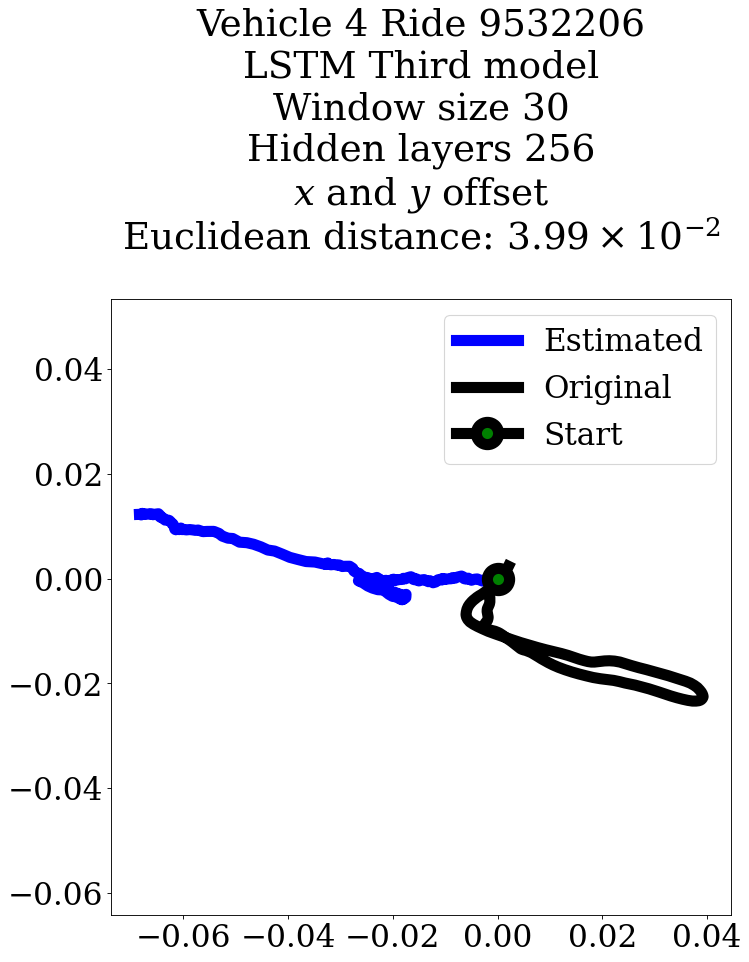 Vehicle 4 Ride 9532206
LSTM Third model
Window size 30
Hidden layers 256
x and y offset
Euclidean distance: 3.99 × 10⁻²
Estimated
Original
Start
0.04
0.02
0.00
−0.02
−0.04
−0.06
−0.06 −0.04 −0.02 0.00 0.02 0.04